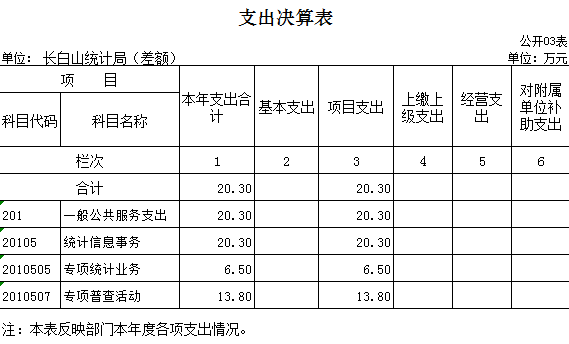 支出决算表
公开03表
单位： 长白山统计局（差额） 单位：万元
项 目 本年支出合计 基本支出 项目支出 上缴上级支出 经营支出 对附属单位补助支出
科目代码 科目名称
栏次 1 2 3 4 5 6
合计 20.30 20.30
201 一般公共服务支出 20.30 20.30
20105 统计信息事务 20.30 20.30
2010505 专项统计业务 6.50 6.50
2010507 专项普查活动 13.80 13.80
注：本表反映部门本年度各项支出情况。